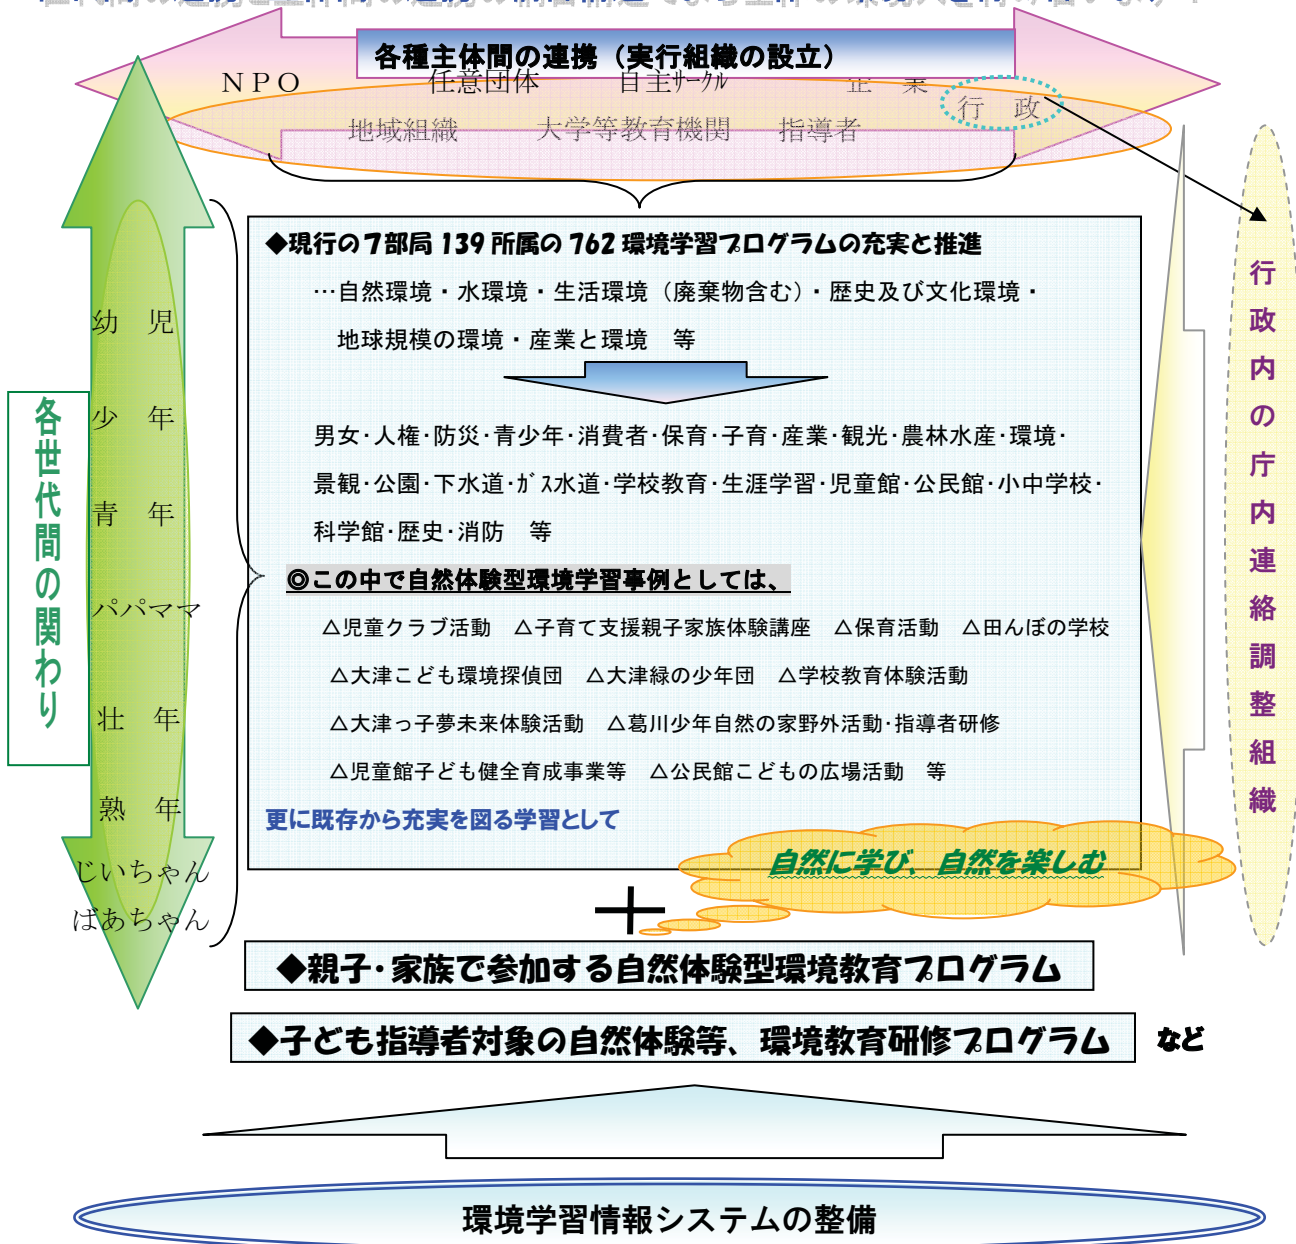 各種主体間の連携（実行組織の設立）
ＮＰＯ　任意団体　自主ｻｰｸﾙ　企　業
行　政
地域組織　大学等教育機関　指導者
各世代間の関わり
幼　児
少　年
青　年
パパママ
壮　年
熟　年
じいちゃん
ばあちゃん
◆現行の7部局139所属の762環境学習プログラムの充実と推進
…自然環境・水環境・生活環境（廃棄物含む）・歴史及び文化環境・
地球規模の環境・産業と環境　等
男女･人権･防災･青少年･消費者･保育･子育･産業･観光･農林水産･環境･
景観･公園･下水道･ｶﾞｽ水道･学校教育･生涯学習･児童館･公民館･小中学校･
科学館･歴史･消防　等
◎この中で自然体験型環境学習事例としては、
△児童クラブ活動　△子育て支援親子家族体験講座　△保育活動　△田んぼの学校
△大津こども環境探偵団　△大津緑の少年団　△学校教育体験活動
△大津っ子夢未来体験活動　△葛川少年自然の家野外活動･指導者研修
△児童館子ども健全育成事業等　△公民館こどもの広場活動　等
更に既存から充実を図る学習として
自然に学び、自然を楽しむ
＋
行政内の庁内連絡調整組織
◆親子･家族で参加する自然体験型環境教育プログラム
◆子ども指導者対象の自然体験等、環境教育研修プログラム　など
環境学習情報システムの整備